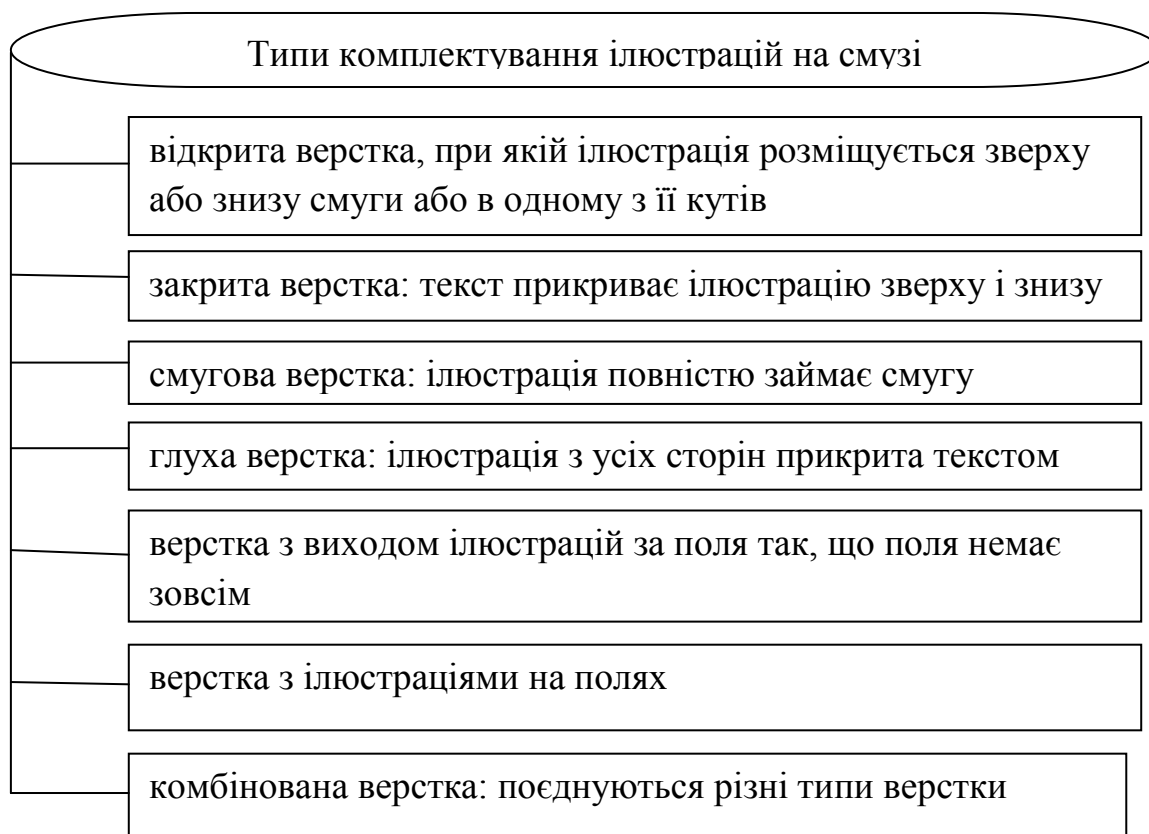 Типи комплектування ілюстрацій на смузі
відкрита верстка, при якій ілюстрація розміщується зверху
або знизу смуги або в одному з її кутів
закрита верстка: текст прикриває ілюстрацію зверху і знизу
смугова верстка: ілюстрація повністю займає смугу
глуха верстка: ілюстрація з усіх сторін прикрита текстом
верстка з виходом ілюстрацій за поля так, що поля немає
зовсім
верстка з ілюстраціями на полях
комбінована верстка: поєднуються різні типи верстки